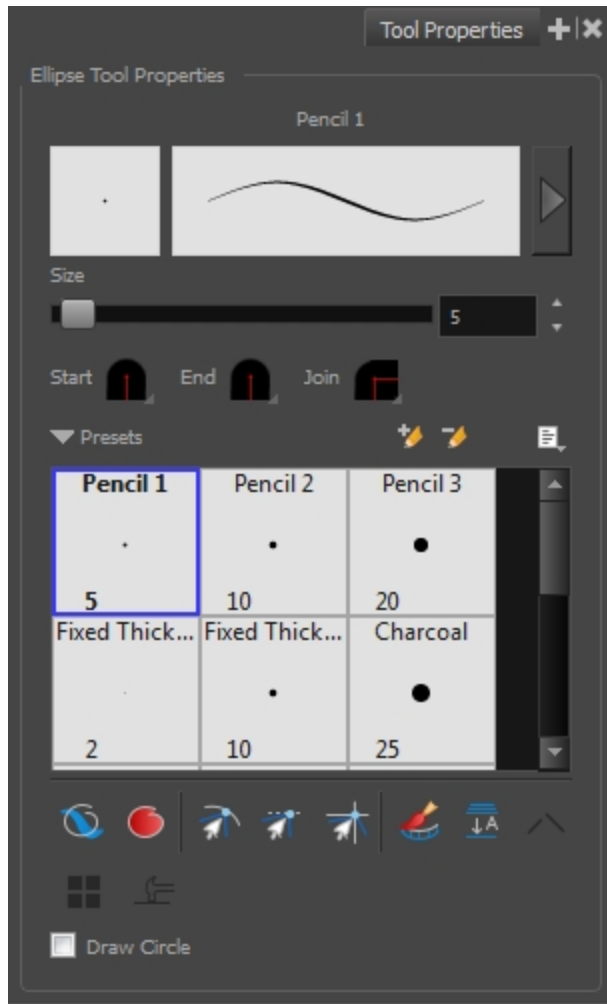 Tool Properties
Ellipse Tool Properties
Pencil 1
Size
5
Start End Join
Presets
Pencil 1 Pencil 2 Pencil 3
5 10 20
Fixed Thick... Fixed Thick... Charcoal
2 10 25
A
Draw Circle